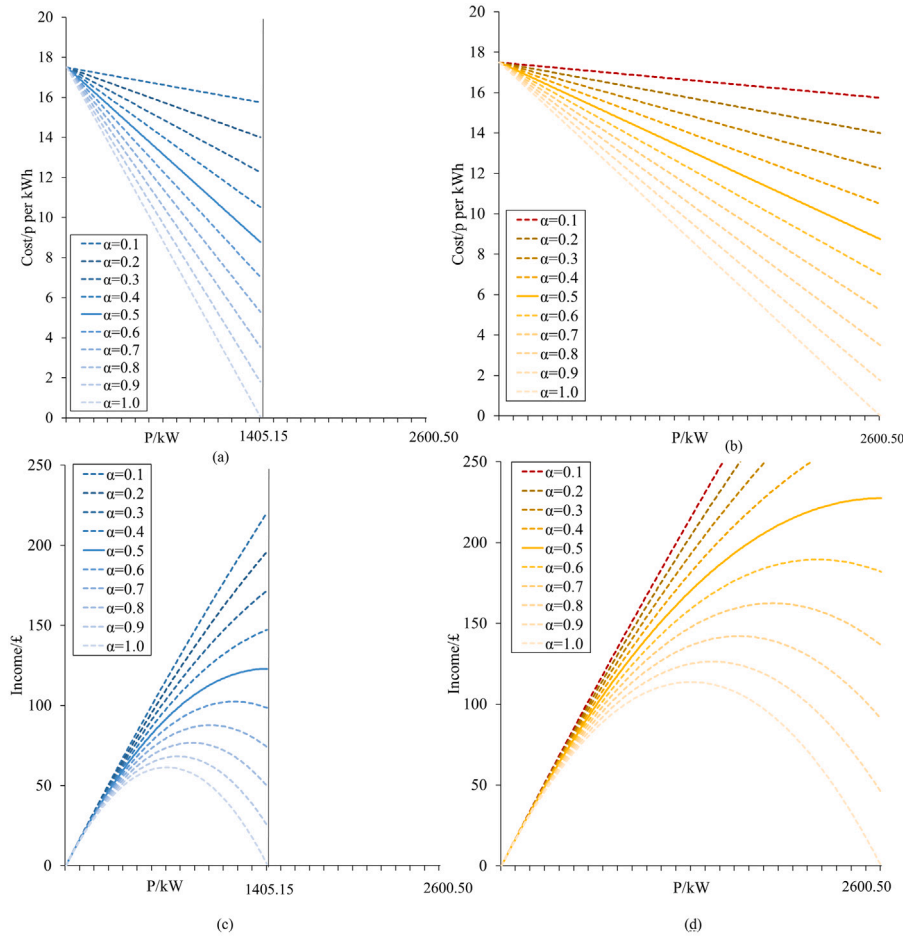 20
18
16
14
12
10
8
6
4
2
0
Cost/p per kWh
α=0.1
α=0.2
α=0.3
α=0.4
α=0.5
α=0.6
α=0.7
α=0.8
α=0.9
α=1.0
P/kW
1405.15
2600.50
(a)
20
18
16
14
12
10
8
6
4
2
0
Cost/p per kWh
α=0.1
α=0.2
α=0.3
α=0.4
α=0.5
α=0.6
α=0.7
α=0.8
α=0.9
α=1.0
P/kW
2600.50
(b)
250
200
150
100
50
0
Income/£
α=0.1
α=0.2
α=0.3
α=0.4
α=0.5
α=0.6
α=0.7
α=0.8
α=0.9
α=1.0
P/kW
1405.15
2600.50
(c)
250
200
150
100
50
0
Income/£
α=0.1
α=0.2
α=0.3
α=0.4
α=0.5
α=0.6
α=0.7
α=0.8
α=0.9
α=1.0
P/kW
2600.50
(d)